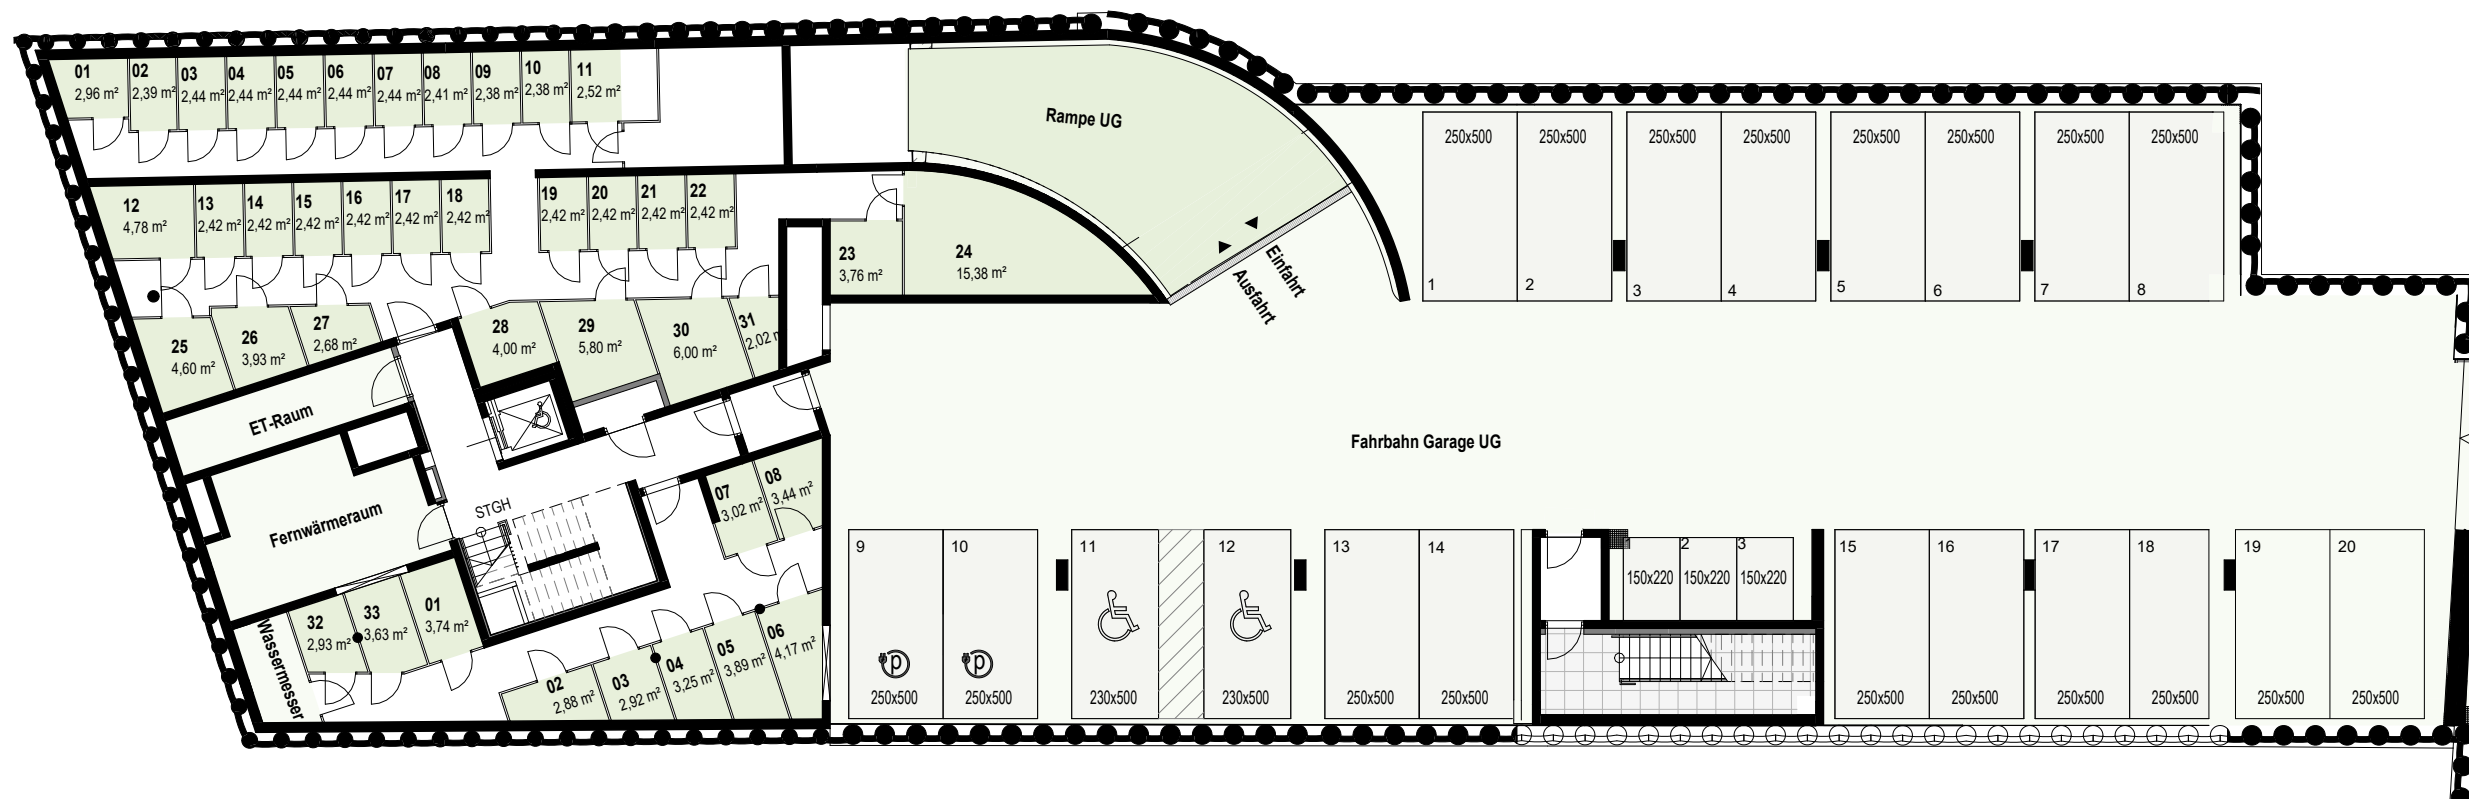 01
2,96 m²
02
2,39 m²
03
2,44 m²
04
2,44 m²
05
2,44 m²
06
2,44 m²
07
2,44 m²
08
2,41 m²
09
2,38 m²
10
2,38 m²
11
2,52 m²
Rampe UG
250x500
250x500
250x500
250x500
250x500
250x500
250x500
250x500
1
2
3
4
5
6
7
8
12
4,78 m²
13
2,42 m²
14
2,42 m²
15
2,42 m²
16
2,42 m²
17
2,42 m²
18
2,42 m²
19
2,42 m²
20
2,42 m²
21
2,42 m²
22
2,42 m²
23
3,76 m²
24
15,38 m²
Einfahrt
Ausfahrt
25
4,60 m²
26
3,93 m²
27
2,68 m²
28
4,00 m²
29
5,80 m²
30
6,00 m²
31
2,02 m
ET-Raum
Fahrbahn Garage UG
Fernwärmeraum
STGH
07
3,02 m²
08
3,44 m²
32
2,93 m²
33
3,63 m²
01
3,74 m²
Wassermesser
02
2,88 m²
03
2,92 m²
04
3,25 m²
05
3,89 m²
06
4,17 m²
9
10
11
12
13
14
1
2
3
150x220
150x220
150x220
15
16
17
18
19
20
p
p
250x500
250x500
230x500
230x500
250x500
250x500
250x500
250x500
250x500
250x500
250x500
250x500